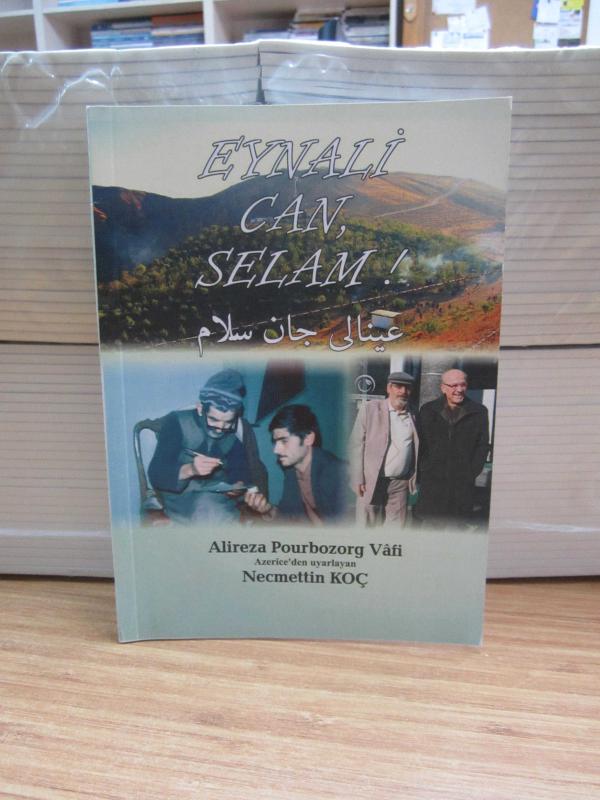 EYNALİ
CAN,
SELAM !
عینالی جان سلام
Alireza Pourbozorg Vâfi
Azerice'den uyarlayan
Necmettin KOÇ